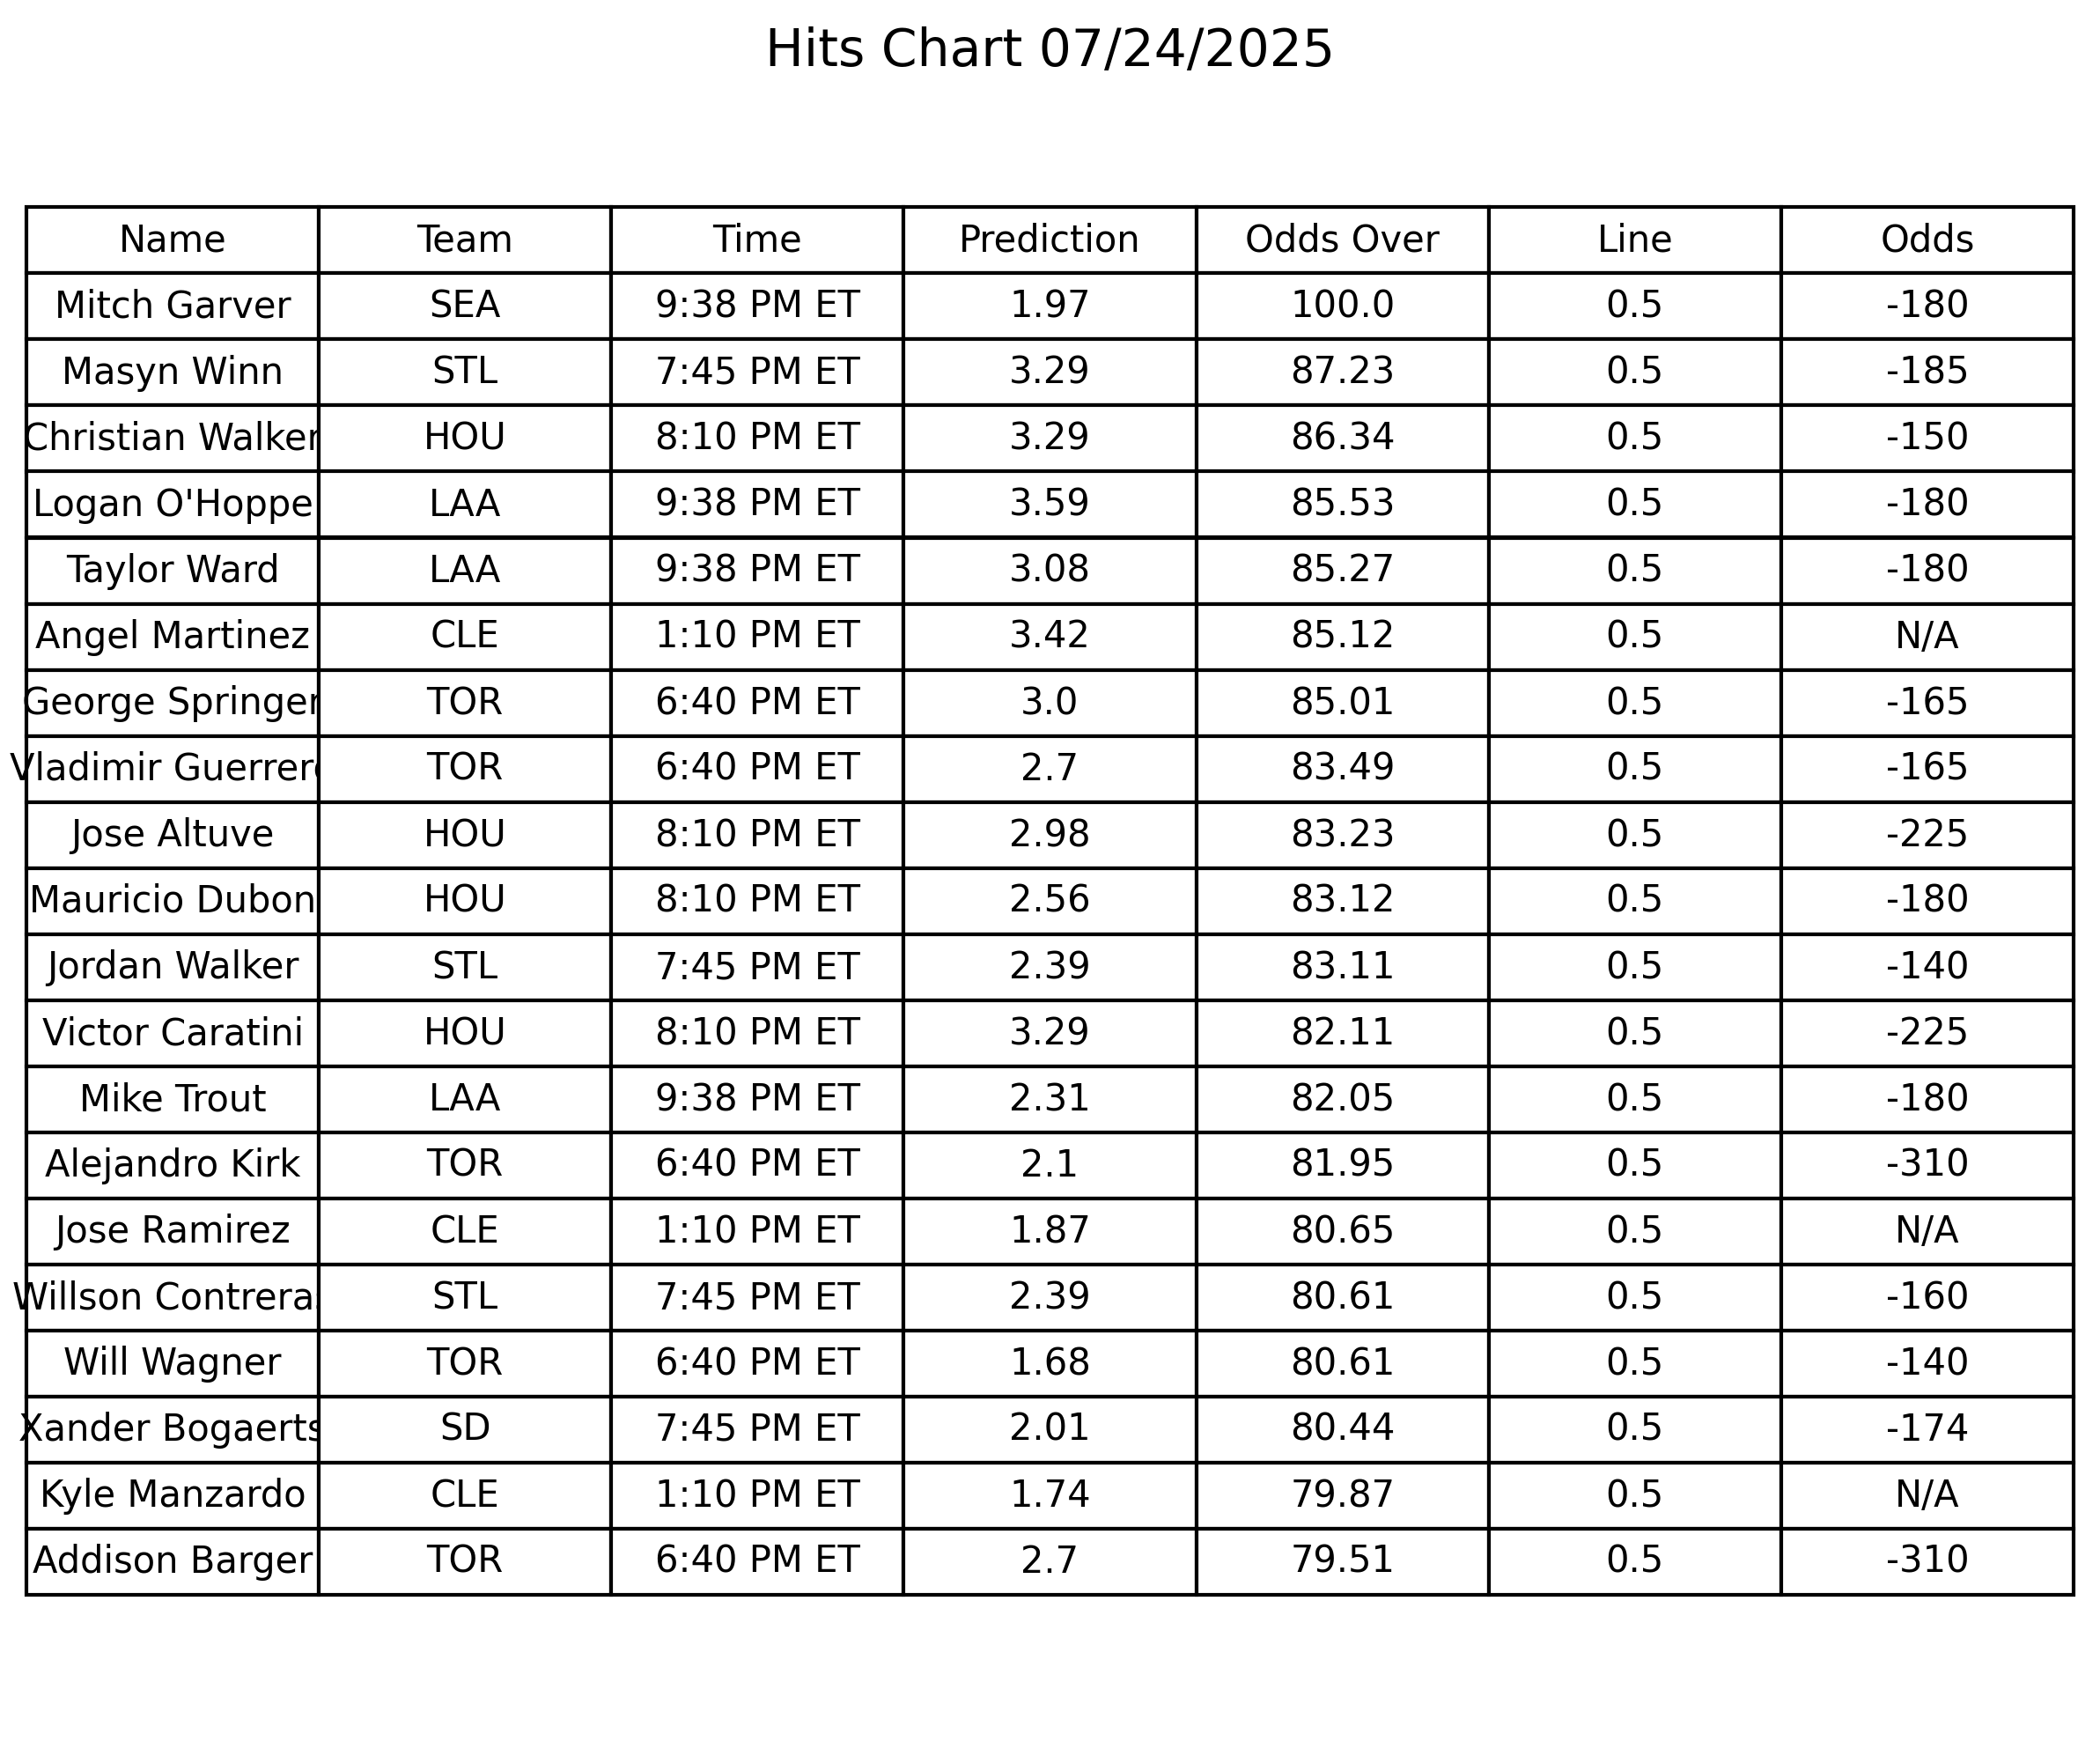 Hits Chart 07/24/2025
Name Team Time Prediction Odds Over Line Odds
Mitch Garver SEA 9:38 PM ET 1.97 100.0 0.5 -180
Masyn Winn STL 7:45 PM ET 3.29 87.23 0.5 -185
Christian Walker HOU 8:10 PM ET 3.29 86.34 0.5 -150
Logan O'Hoppe LAA 9:38 PM ET 3.59 85.53 0.5 -180
Taylor Ward LAA 9:38 PM ET 3.08 85.27 0.5 -180
Angel Martinez CLE 1:10 PM ET 3.42 85.12 0.5 N/A
George Springer TOR 6:40 PM ET 3.0 85.01 0.5 -165
Vladimir Guerrero TOR 6:40 PM ET 2.7 83.49 0.5 -165
Jose Altuve HOU 8:10 PM ET 2.98 83.23 0.5 -225
Mauricio Dubon HOU 8:10 PM ET 2.56 83.12 0.5 -180
Jordan Walker STL 7:45 PM ET 2.39 83.11 0.5 -140
Victor Caratini HOU 8:10 PM ET 3.29 82.11 0.5 -225
Mike Trout LAA 9:38 PM ET 2.31 82.05 0.5 -180
Alejandro Kirk TOR 6:40 PM ET 2.1 81.95 0.5 -310
Jose Ramirez CLE 1:10 PM ET 1.87 80.65 0.5 N/A
Willson Contreras STL 7:45 PM ET 2.39 80.61 0.5 -160
Will Wagner TOR 6:40 PM ET 1.68 80.61 0.5 -140
Xander Bogaerts SD 7:45 PM ET 2.01 80.44 0.5 -174
Kyle Manzardo CLE 1:10 PM ET 1.74 79.87 0.5 N/A
Addison Barger TOR 6:40 PM ET 2.7 79.51 0.5 -310